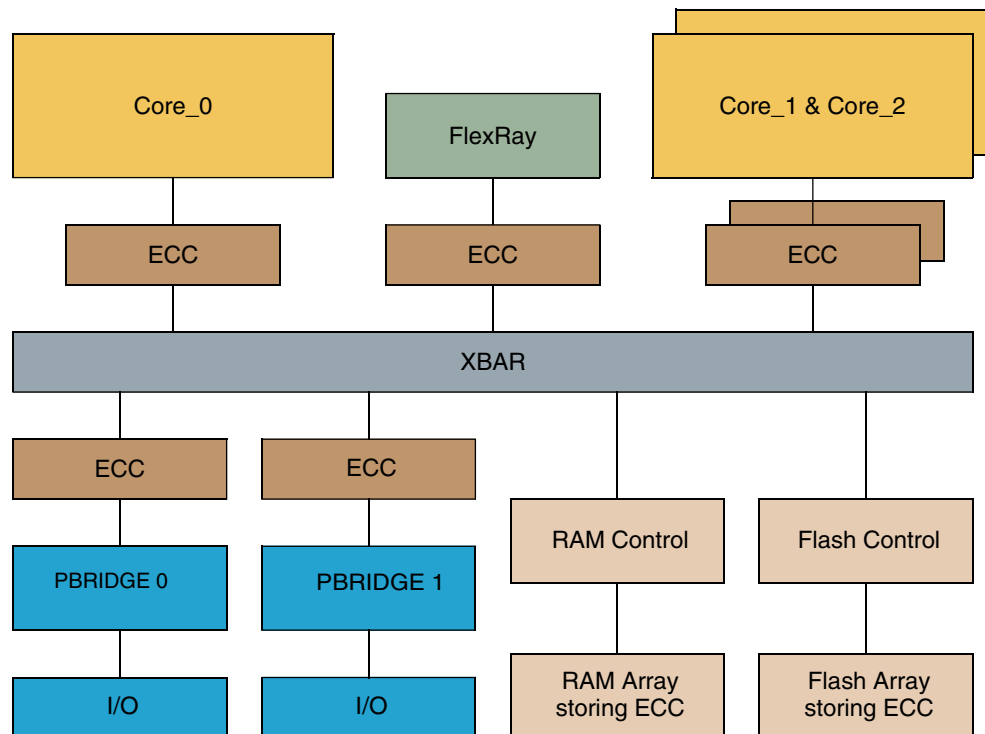 Core_0
FlexRay
Core_1 & Core_2
ECC
ECC
ECC
XBAR
ECC
ECC
RAM Control
Flash Control
PBRIDGE 0
PBRIDGE 1
I/O
I/O
RAM Array
storing ECC
Flash Array
storing ECC